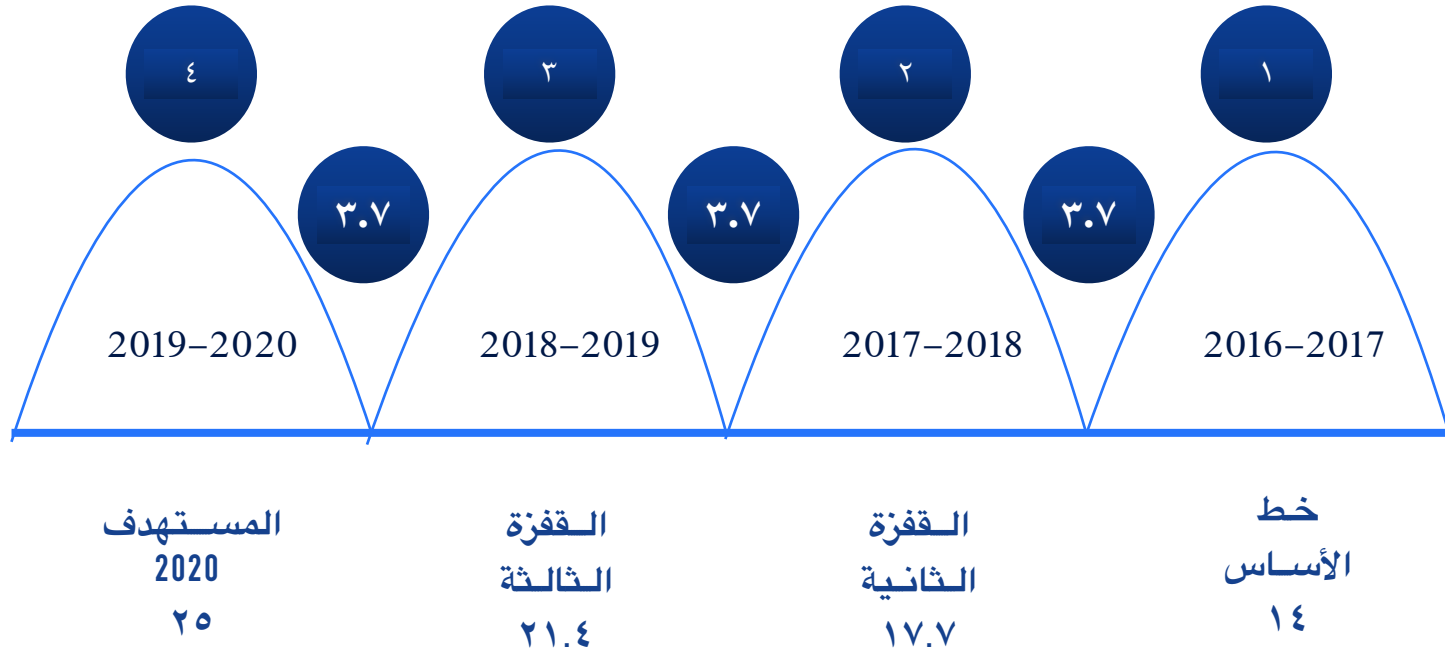 ١
٢
٣
٤
٣.٧
٣.٧
٣.٧
2016–2017
2017–2018
2018–2019
2019–2020
خط
الأساس
١٤
القفزة
الثانية
١٧.٧
القفزة
الثالثة
٢١.٤
المستهدف
2020
٢٥